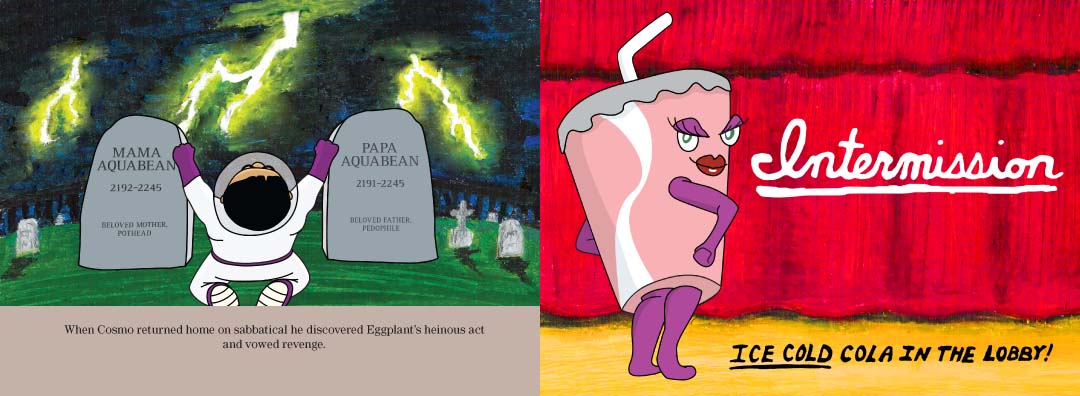 MAMA
AQUABEAN
2192-2245
BELOVED MOTHER,
POTHEAD
PAPA
AQUABEAN
2191-2245
BELOVED FATHER,
PEDOPHILE
When Cosmo returned home on sabbatical he discovered Eggplant's heinous act
and vowed revenge.
Intermission
ICE COLD COLA IN THE LOBBY!